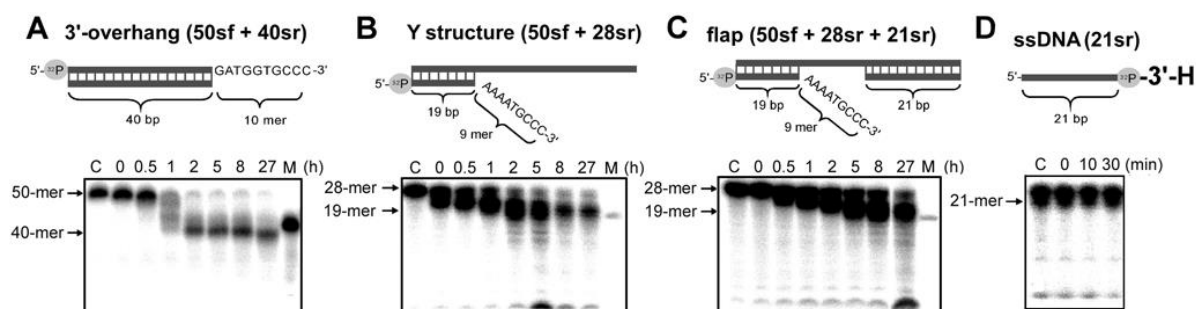 A 3'-overhang (50sf + 40sr)
5'- 32P GATGGTGCCC-3'
40 bp 10 mer
C 0 0.5 1 2 5 8 27 M (h)
50-mer
40-mer
B Y structure (50sf + 28sr)
5'- 32P
AAAATGCCC-3'
19 bp
9 mer
C 0 0.5 1 2 5 8 27 M (h)
28-mer
19-mer
C flap (50sf + 28sr + 21sr)
5'- 32P
AAAATGCCC-3'
19 bp 21 bp
9 mer
C 0 0.5 1 2 5 8 27 M (h)
28-mer
19-mer
D ssDNA (21sr)
5'- 32P -3'-H
21 bp
C 0 10 30 (min)
21-mer